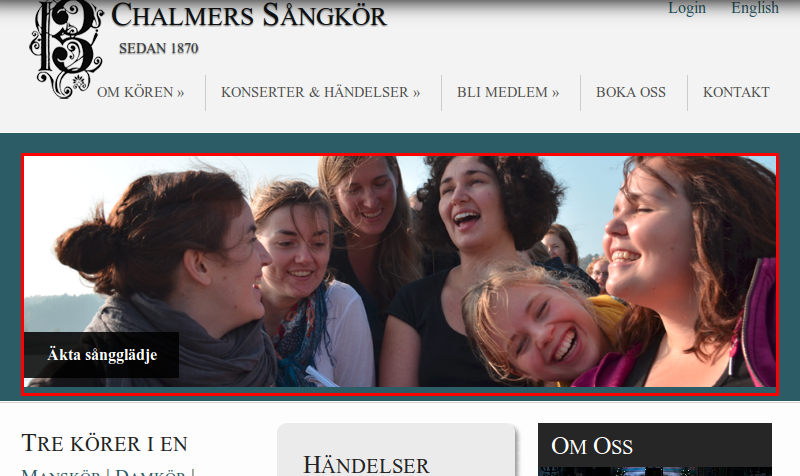 CHALMERS SÅNGKÖR
Login English
SEDAN 1870
OM KÖREN » KONSERTER & HÄNDELSER » BLI MEDLEM » BOKA OSS KONTAKT
Äkta sångglädje
TRE KÖRER I EN
MANSKÖR | DAMKÖR |
HÄNDELSER
OM OSS